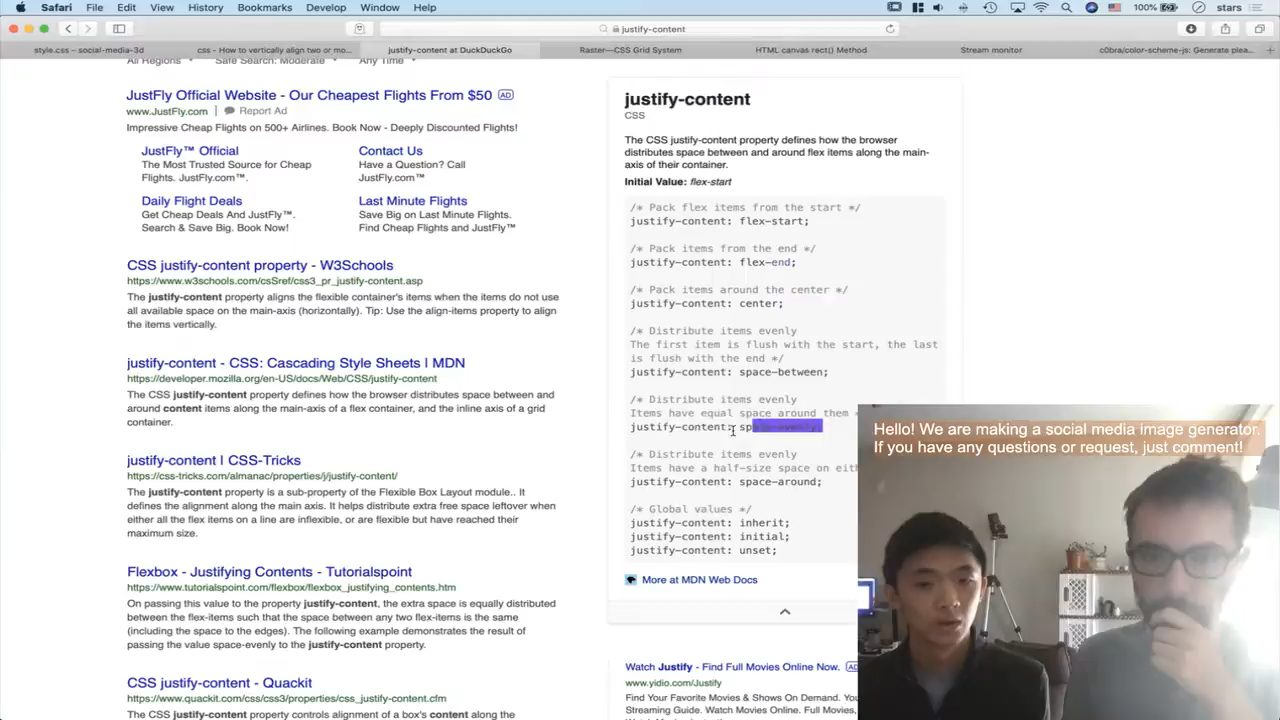 Safari File Edit View History Bookmarks Develop Window Help 100% stars
justify-content
style.css – social-media-3d css - How to vertically align two or mo... justify-content at DuckDuckGo Raster—CSS Grid System HTML canvas rect() Method Stream monitor c0bra/color-scheme-js: Generate plea...
All Regions Safe Search: Moderate Any Time
JustFly Official Website - Our Cheapest Flights From $50 AD
www.JustFly.com Report Ad
Impressive Cheap Flights on 500+ Airlines. Book Now - Deeply Discounted Flights!
JustFly™ Official
The Most Trusted Source for Cheap
Flights. JustFly.com™.
Contact Us
Have a Question? Call
JustFly.com™.
Daily Flight Deals
Get Cheap Deals And JustFly™.
Search & Save Big. Book Now!
Last Minute Flights
Save Big on Last Minute Flights.
Find Cheap Flights and JustFly™
CSS justify-content property - W3Schools
https://www.w3schools.com/csSref/css3_pr_justify-content.asp
The justify-content property aligns the flexible container's items when the items do not use
all available space on the main-axis (horizontally). Tip: Use the align-items property to align
the items vertically.
justify-content - CSS: Cascading Style Sheets | MDN
https://developer.mozilla.org/en-US/docs/Web/CSS/justify-content
The CSS justify-content property defines how the browser distributes space between and
around content items along the main-axis of a flex container, and the inline axis of a grid
container.
justify-content | CSS-Tricks
https://css-tricks.com/almanac/properties/j/justify-content/
The justify-content property is a sub-property of the Flexible Box Layout module.. It
defines the alignment along the main axis. It helps distribute extra free space leftover when
either all the flex items on a line are inflexible, or are flexible but have reached their
maximum size.
Flexbox - Justifying Contents - Tutorialspoint
https://www.tutorialspoint.com/flexbox/flexbox_justifying_contents.htm
On passing this value to the property justify-content, the extra space is equally distributed
between the flex-items such that the space between any two flex-items is the same
(including the space to the edges). The following example demonstrates the result of
passing the value space-evenly to the justify-content property.
CSS justify-content - Quackit
https://www.quackit.com/css/css3/properties/css_justify-content.cfm
The CSS justify-content property controls alignment of a box's content along the
justify-content
CSS
The CSS justify-content property defines how the browser
distributes space between and around flex items along the main-
axis of their container.
Initial Value: flex-start
/* Pack flex items from the start */
justify-content: flex-start;
/* Pack items from the end */
justify-content: flex-end;
/* Pack items around the center */
justify-content: center;
/* Distribute items evenly
The first item is flush with the start, the last
is flush with the end */
justify-content: space-between;
/* Distribute items evenly
Items have equal space around them
justify-content: space-evenly;
/* Distribute items evenly
Items have a half-size space on
justify-content: space-around;
/* Global values */
justify-content: inherit;
justify-content: initial;
justify-content: unset;
More at MDN Web Docs
Watch Justify - Find Full Movies Online Now.
www.yidio.com/Justify
Find Your Favorite Movies & Shows On Demand.
Streaming Guide. Watch Movies Online. Full Movies,
Hello! We are making a social media image generator.
If you have any questions or request, just comment!